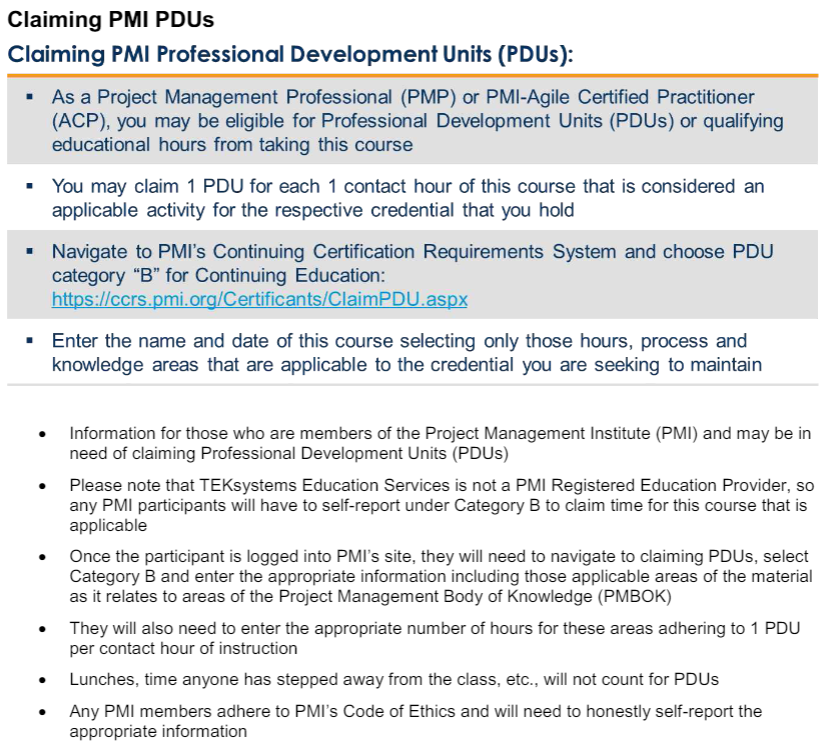 Claiming PMI PDUs
Claiming PMI Professional Development Units (PDUs):
▪ As a Project Management Professional (PMP) or PMI-Agile Certified Practitioner
(ACP), you may be eligible for Professional Development Units (PDUs) or qualifying
educational hours from taking this course
▪ You may claim 1 PDU for each 1 contact hour of this course that is considered an
applicable activity for the respective credential that you hold
▪ Navigate to PMI’s Continuing Certification Requirements System and choose PDU
category “B” for Continuing Education:
https://ccrs.pmi.org/Certificants/ClaimPDU.aspx
▪ Enter the name and date of this course selecting only those hours, process and
knowledge areas that are applicable to the credential you are seeking to maintain
• Information for those who are members of the Project Management Institute (PMI) and may be in
need of claiming Professional Development Units (PDUs)
• Please note that TEKsystems Education Services is not a PMI Registered Education Provider, so
any PMI participants will have to self-report under Category B to claim time for this course that is
applicable
• Once the participant is logged into PMI’s site, they will need to navigate to claiming PDUs, select
Category B and enter the appropriate information including those applicable areas of the material
as it relates to areas of the Project Management Body of Knowledge (PMBOK)
• They will also need to enter the appropriate number of hours for these areas adhering to 1 PDU
per contact hour of instruction
• Lunches, time anyone has stepped away from the class, etc., will not count for PDUs
• Any PMI members adhere to PMI’s Code of Ethics and will need to honestly self-report the
appropriate information